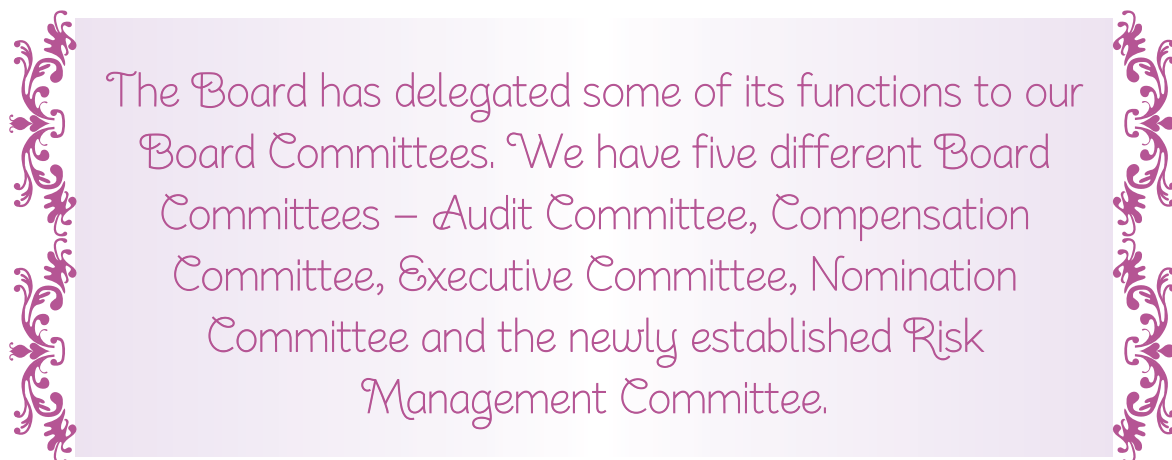 The Board has delegated some of its functions to our
Board Committees. We have five different Board
Committees – Audit Committee, Compensation
Committee, Executive Committee, Nomination
Committee and the newly established Risk
Management Committee.